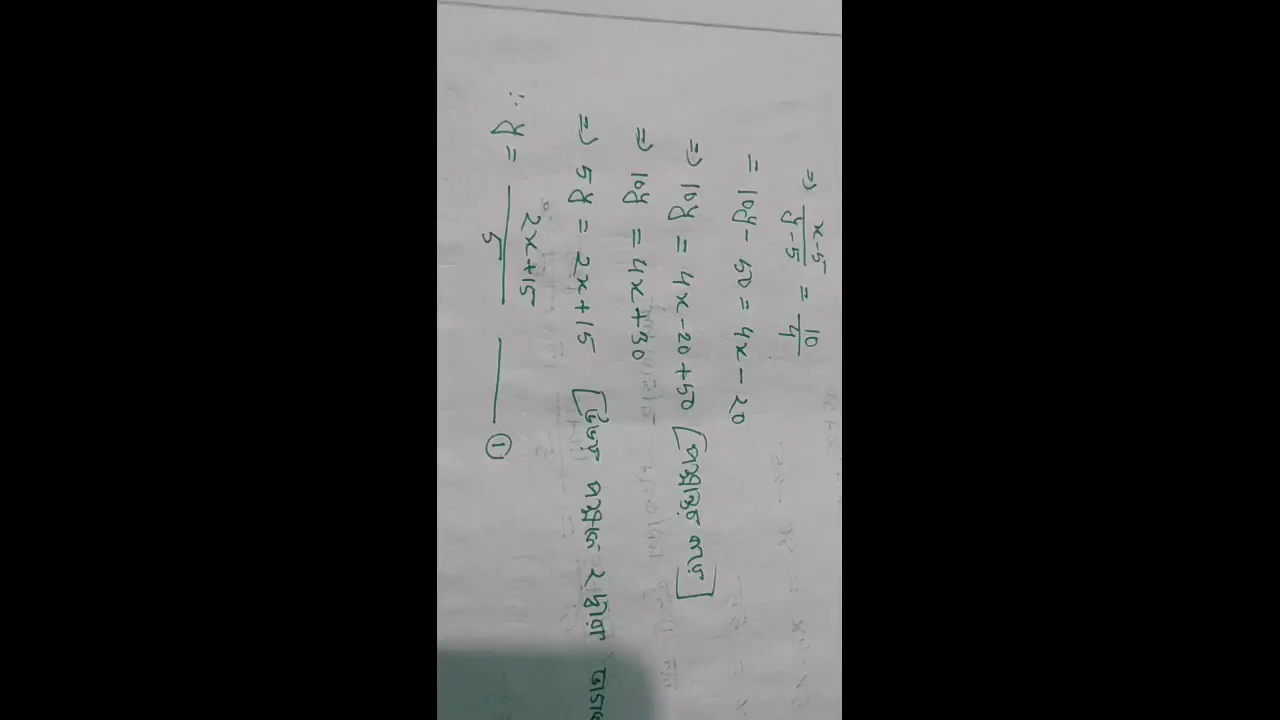 ⇒ x-5/y-5 = 10/4
= 10y - 50 = 4x - 20
⇒ 10y = 4x - 20 + 50 [পক্ষান্তর করে]
⇒ 10y = 4x + 30
⇒ 5y = 2x + 15 [উভয় পক্ষকে 2 দ্বারা
∴ y = 2x+15/5 —— ①